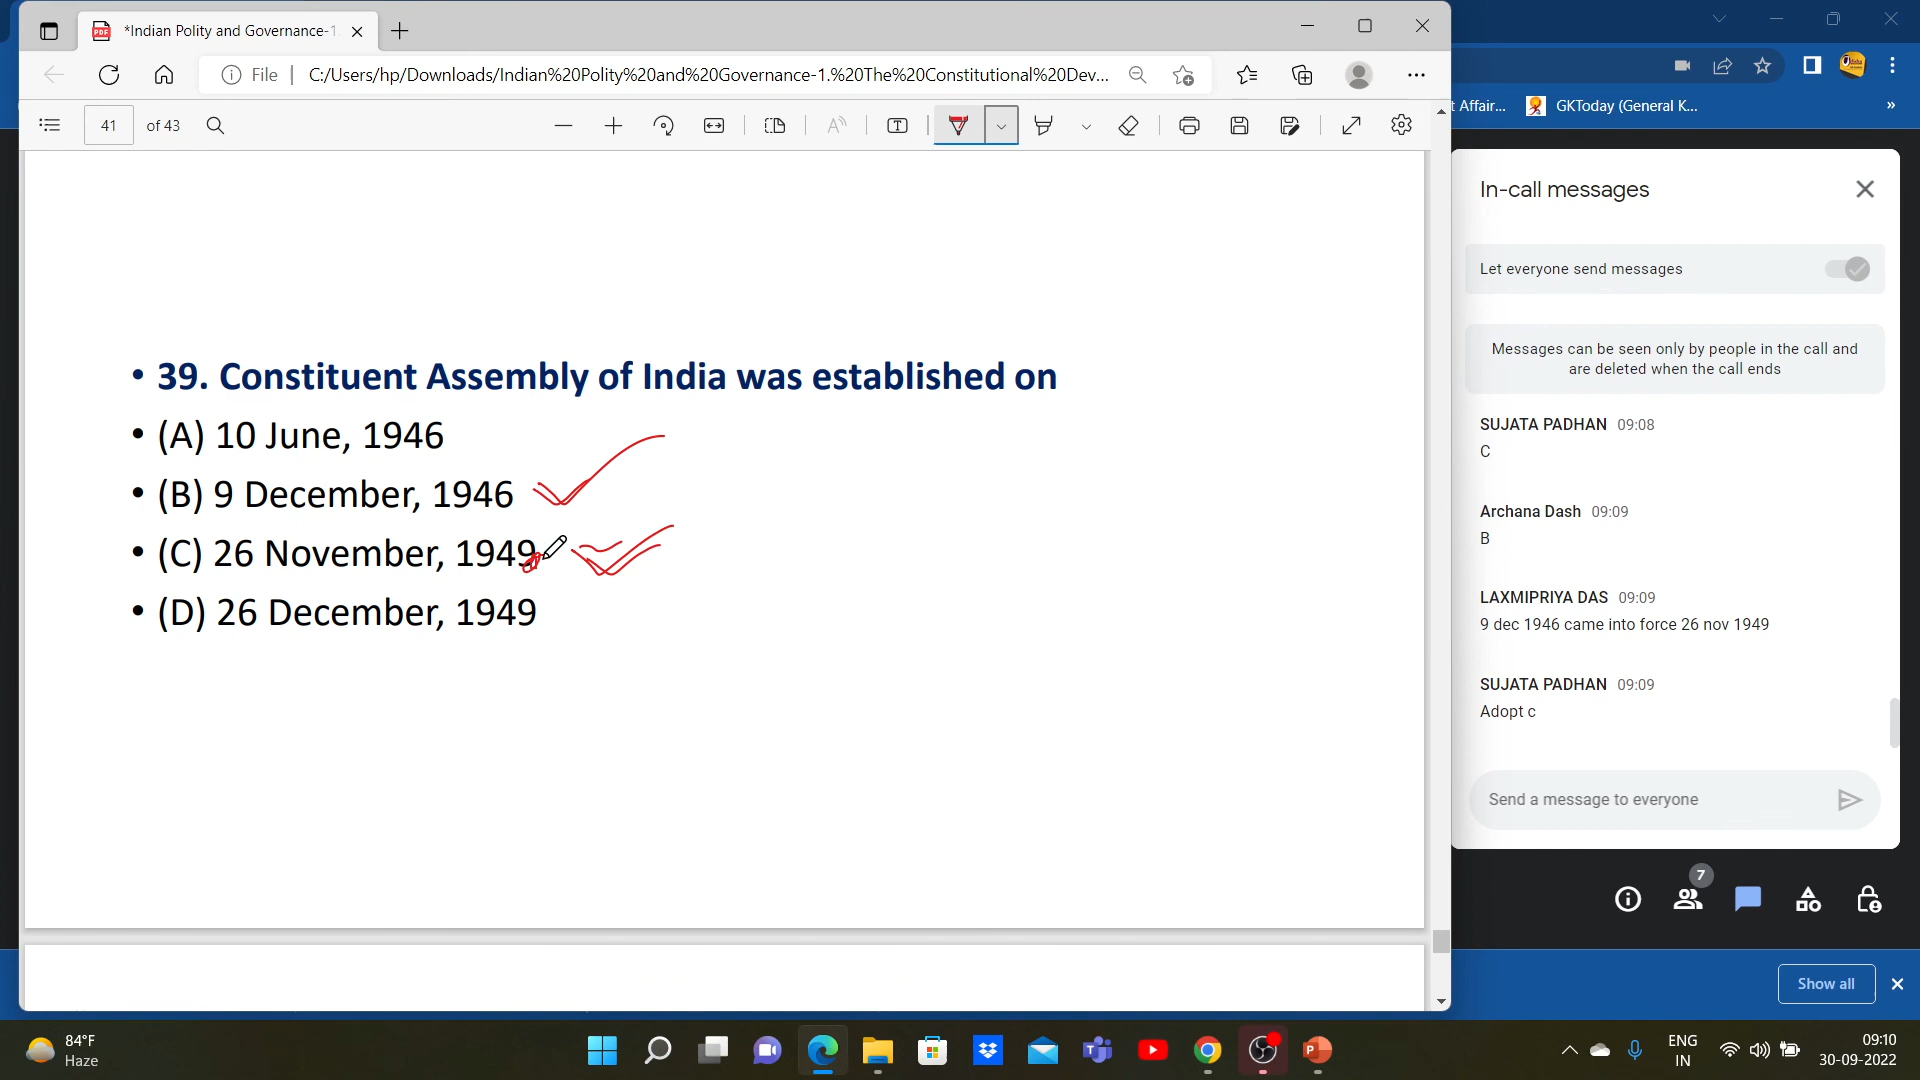 *Indian Polity and Governance-1
File
C:/Users/hp/Downloads/Indian%20Polity%20and%20Governance-1.%20The%20Constitutional%20Dev...
41 of 43
t Affair...
GKToday (General K...
• 39. Constituent Assembly of India was established on
• (A) 10 June, 1946
• (B) 9 December, 1946
• (C) 26 November, 1949
• (D) 26 December, 1949
In-call messages
Let everyone send messages
Messages can be seen only by people in the call and
are deleted when the call ends
SUJATA PADHAN 09:08
C
Archana Dash 09:09
B
LAXMIPRIYA DAS 09:09
9 dec 1946 came into force 26 nov 1949
SUJATA PADHAN 09:09
Adopt c
Send a message to everyone
7
Show all
84°F
Haze
ENG
IN
09:10
30-09-2022